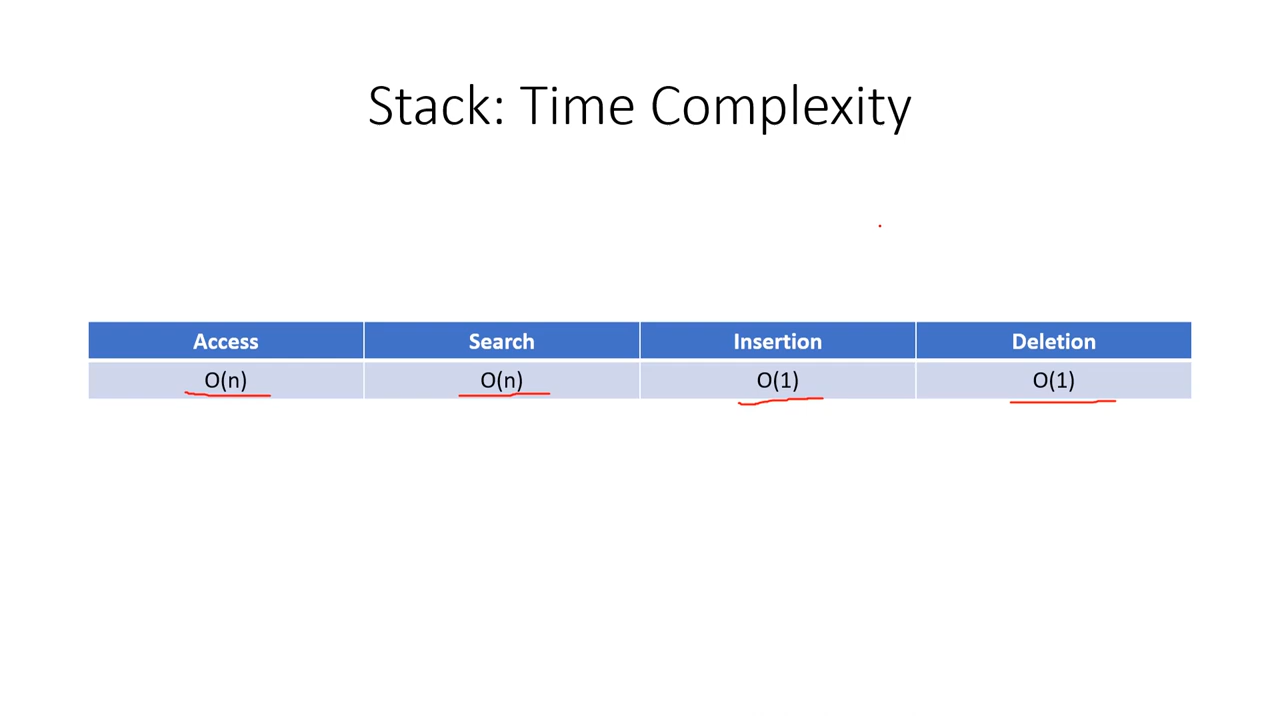 Stack: Time Complexity
Access Search Insertion Deletion
O(n) O(n) O(1) O(1)